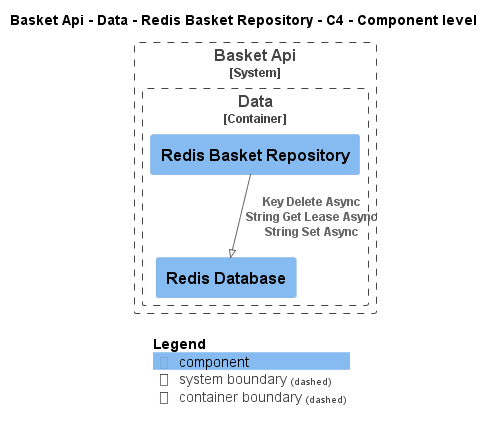 Basket Api - Data - Redis Basket Repository - C4 - Component level
Basket Api
[System]
Data
[Container]
Redis Basket Repository
Key Delete Async
String Get Lease Async
String Set Async
Redis Database
Legend
component
system boundary (dashed)
container boundary (dashed)